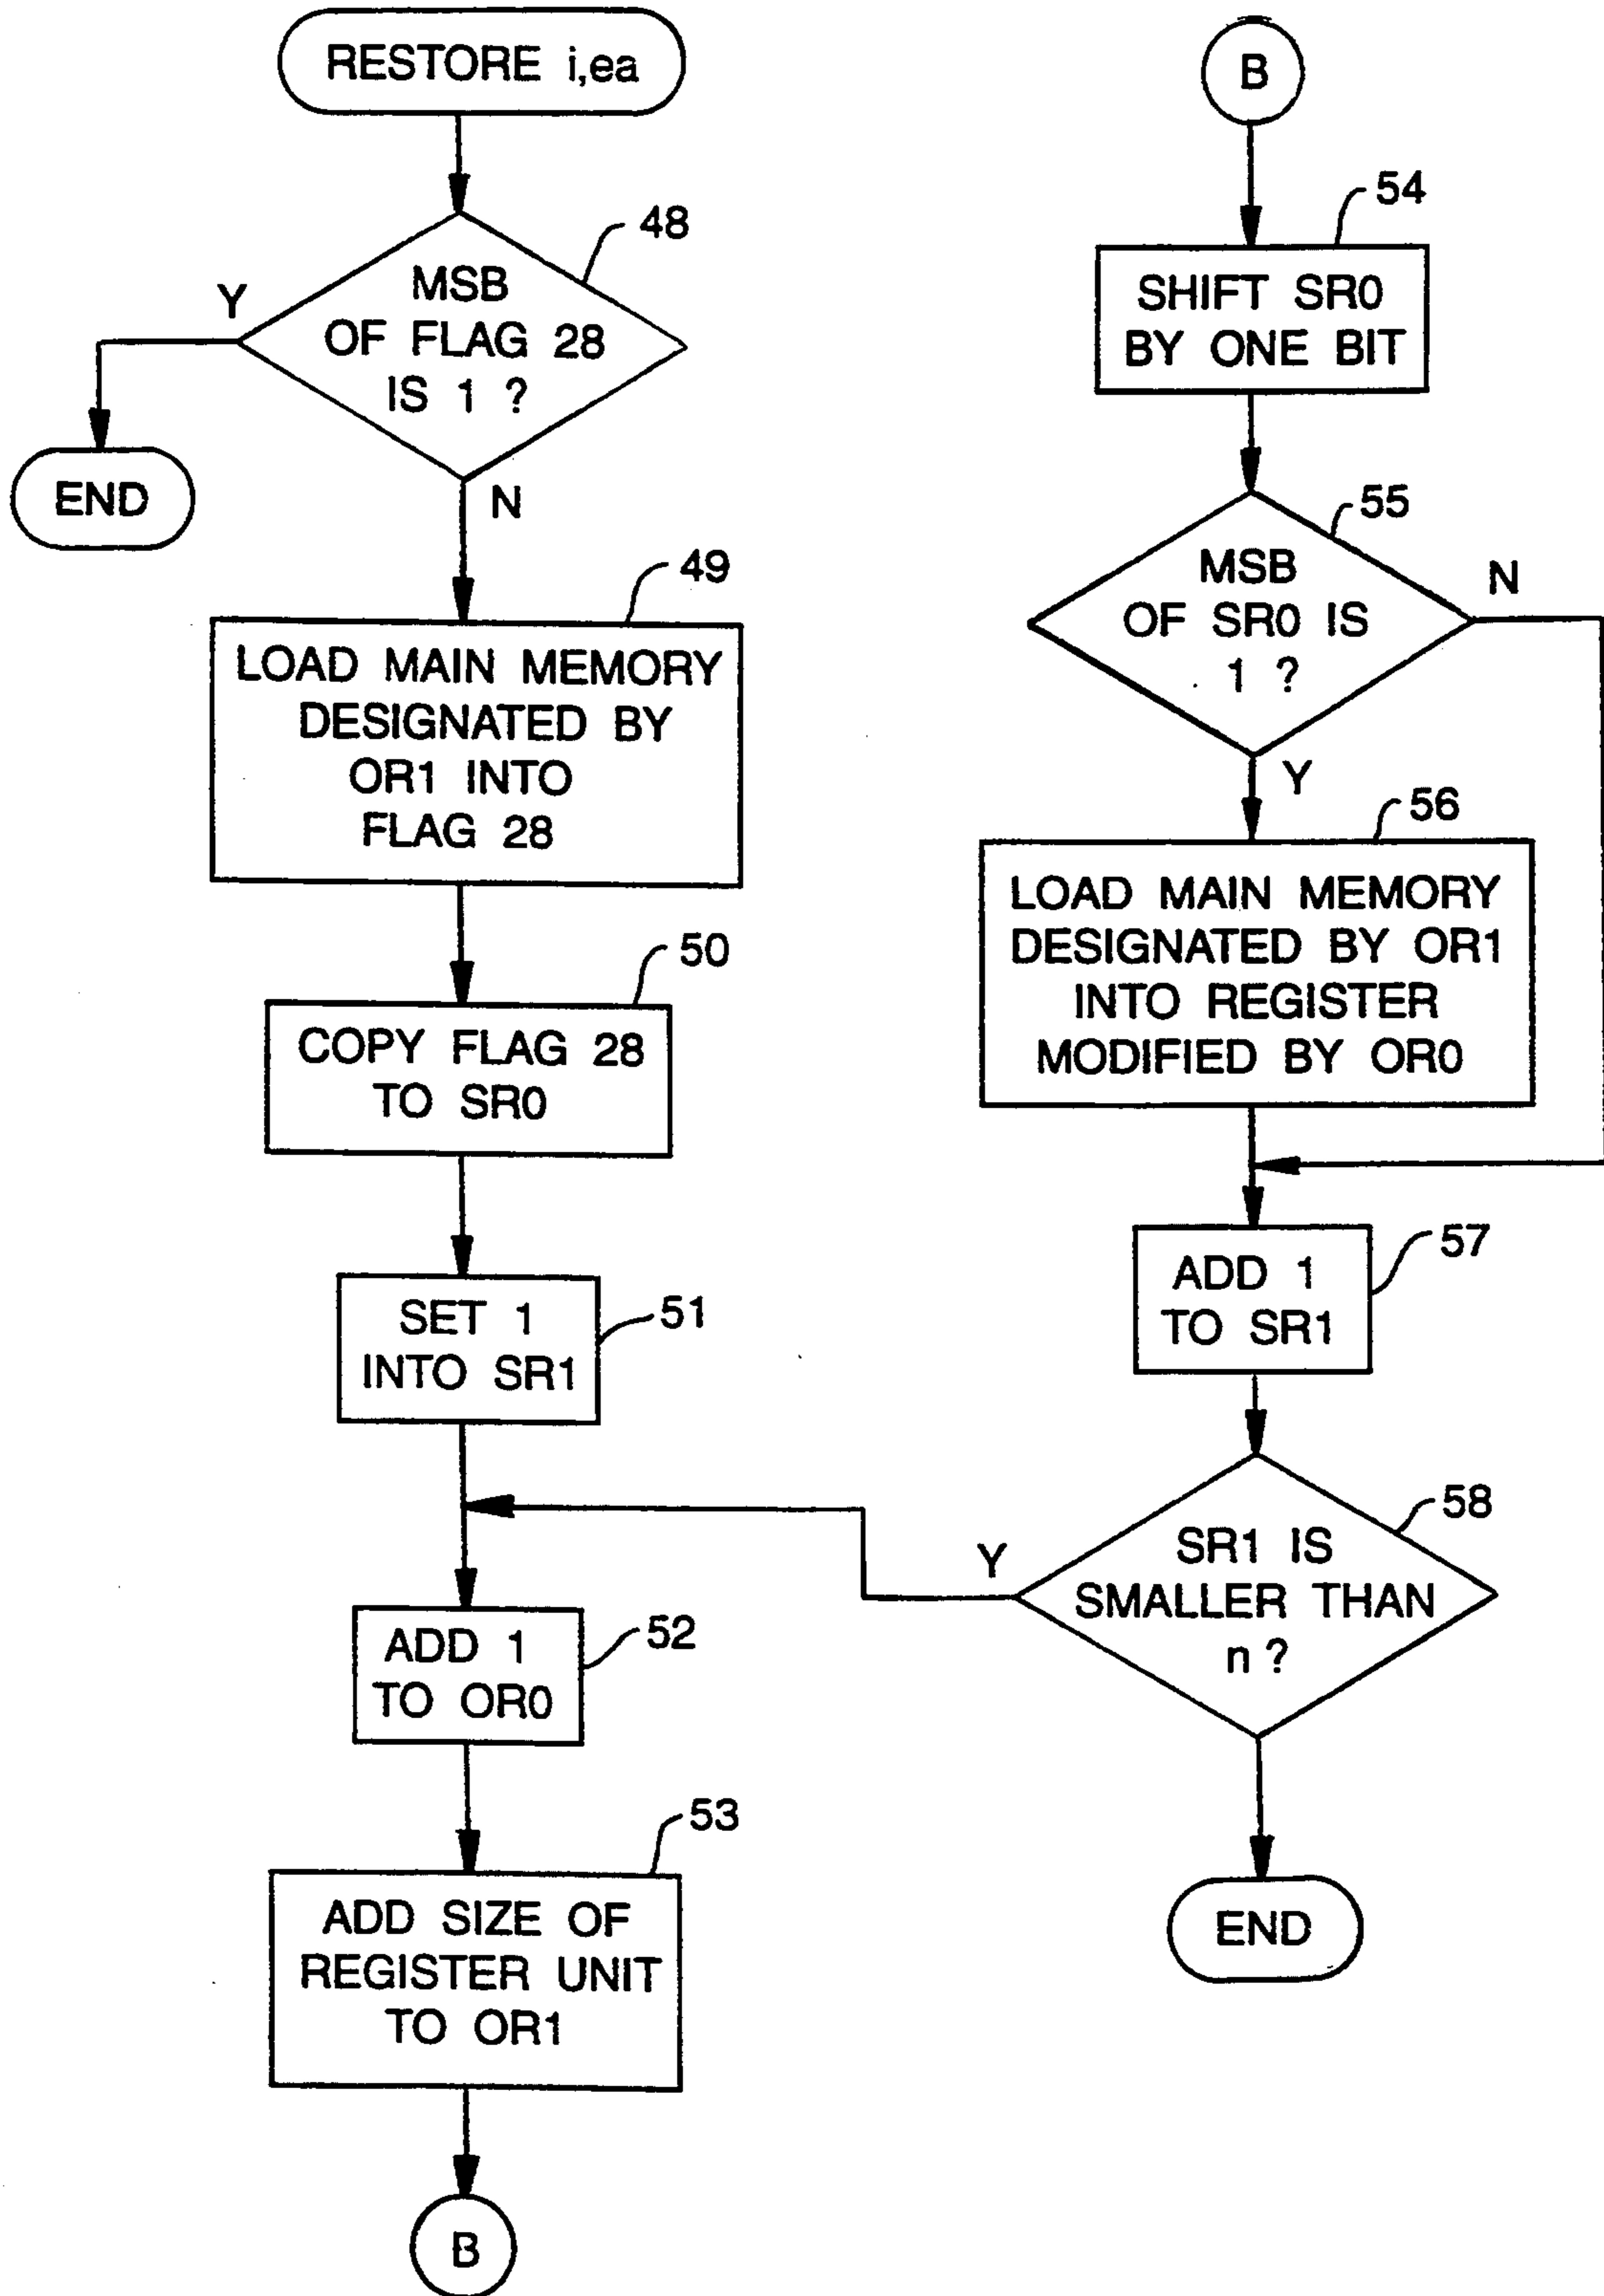 RESTORE i,ea
48
MSB
OF FLAG 28
IS 1 ?
Y
END
N
49
LOAD MAIN MEMORY
DESIGNATED BY
OR1 INTO
FLAG 28
50
COPY FLAG 28
TO SR0
51
SET 1
INTO SR1
52
ADD 1
TO OR0
53
ADD SIZE OF
REGISTER UNIT
TO OR1
B
B
54
SHIFT SR0
BY ONE BIT
55
MSB
OF SR0 IS
1 ?
N
Y
56
LOAD MAIN MEMORY
DESIGNATED BY OR1
INTO REGISTER
MODIFIED BY OR0
57
ADD 1
TO SR1
58
SR1 IS
SMALLER THAN
n ?
Y
END